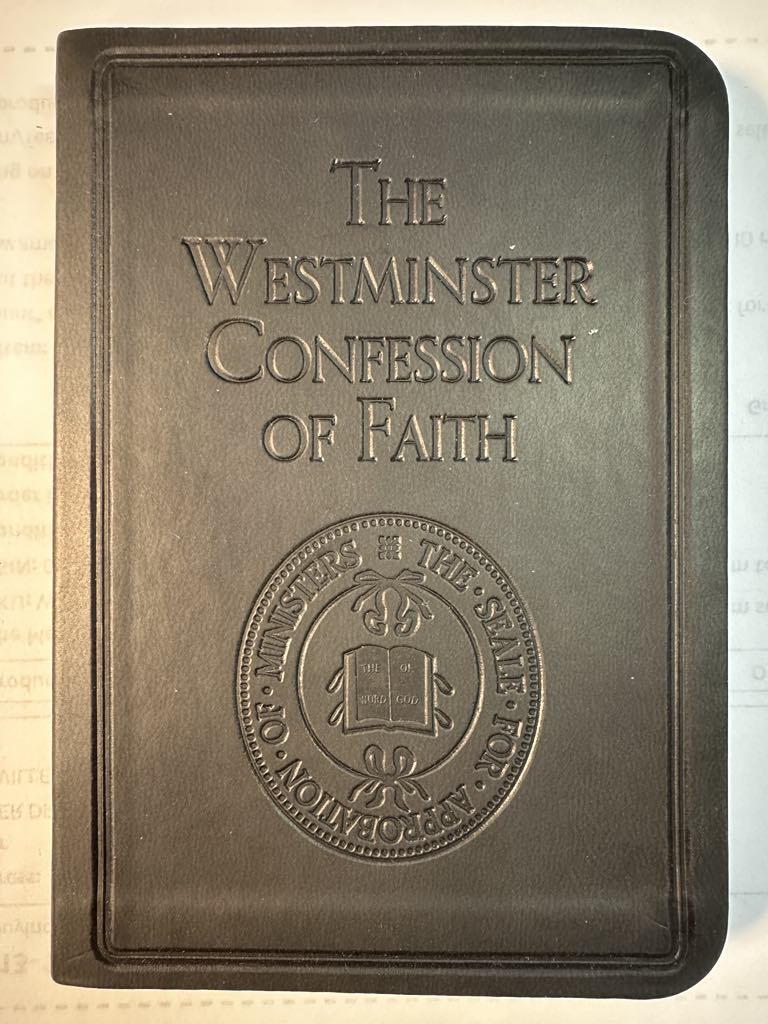 THE
WESTMINSTER
CONFESSION
OF FAITH
THE · SEALE · FOR · APPROBATION · OF · MINISTERS
THE OF
WORD GOD